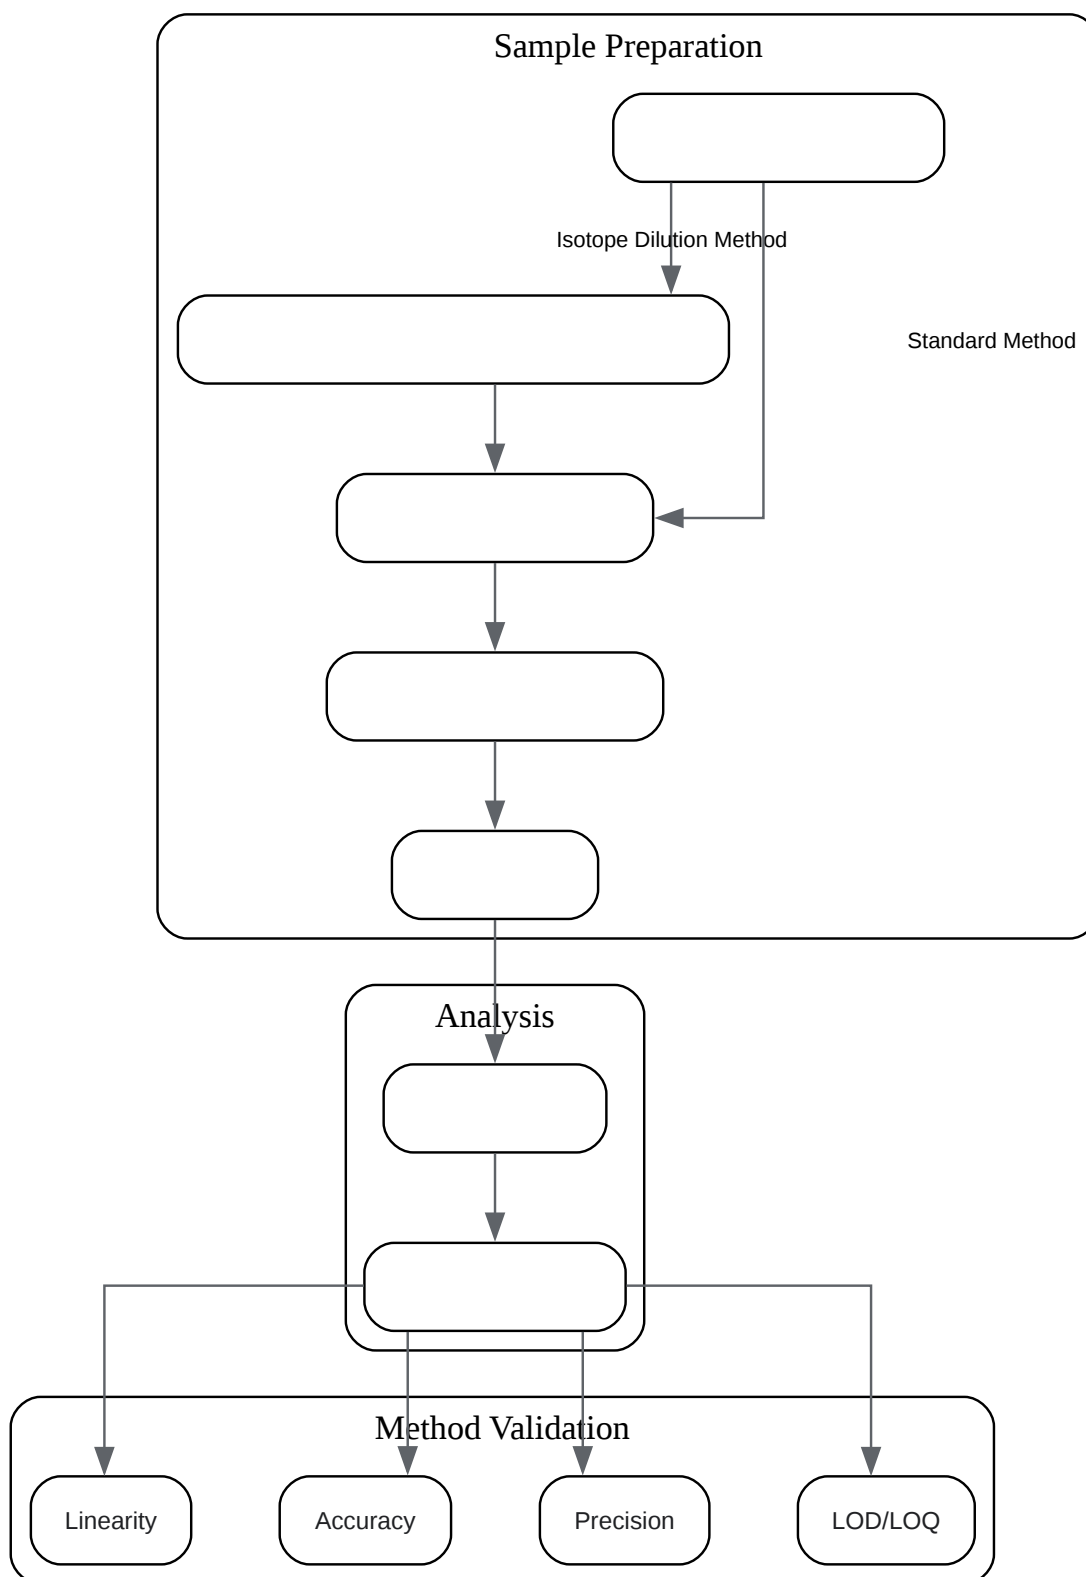 Sample Preparation
Isotope Dilution Method
Standard Method
Analysis
Method Validation
Linearity
Accuracy
Precision
LOD/LOQ